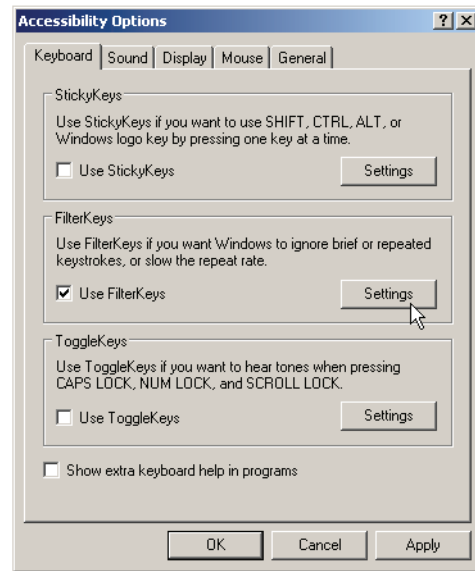 Accessibility Options
Keyboard Sound Display Mouse General
StickyKeys
Use StickyKeys if you want to use SHIFT, CTRL, ALT, or
Windows logo key by pressing one key at a time.
Use StickyKeys Settings
FilterKeys
Use FilterKeys if you want Windows to ignore brief or repeated
keystrokes, or slow the repeat rate.
Use FilterKeys Settings
ToggleKeys
Use ToggleKeys if you want to hear tones when pressing
CAPS LOCK, NUM LOCK, and SCROLL LOCK.
Use ToggleKeys Settings
Show extra keyboard help in programs
OK Cancel Apply